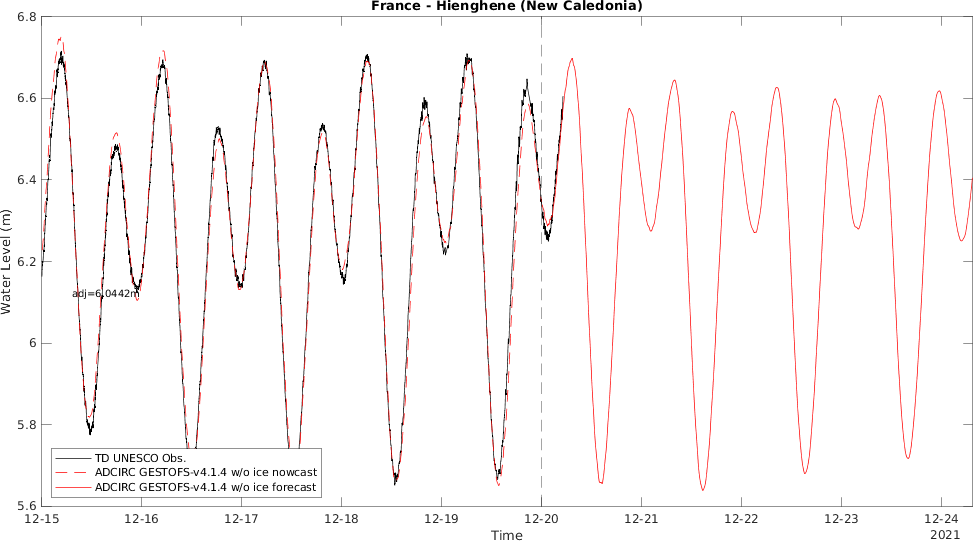 France - Hienghene (New Caledonia)
6.8
6.6
6.4
6.2
6
5.8
5.6
Water Level (m)
adj=6.0442m
TD UNESCO Obs.
ADCIRC GESTOFS-v4.1.4 w/o ice nowcast
ADCIRC GESTOFS-v4.1.4 w/o ice forecast
12-15 12-16 12-17 12-18 12-19 12-20 12-21 12-22 12-23 12-24
Time
2021